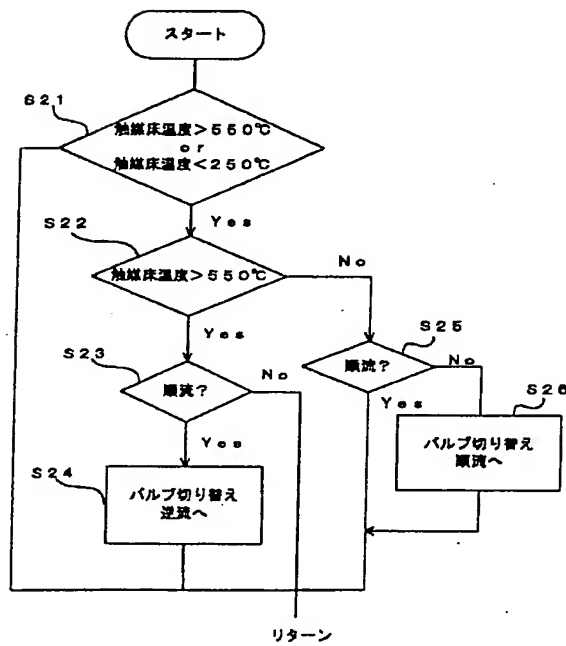 スタート
S21
触媒床温度>550℃
or
触媒床温度<250℃
Yes
S22
触媒床温度>550℃
No
Yes
S23
順流?
No
S25
順流?
No
Yes
S26
バルブ切り替え
順流へ
Yes
S24
バルブ切り替え
逆流へ
リターン